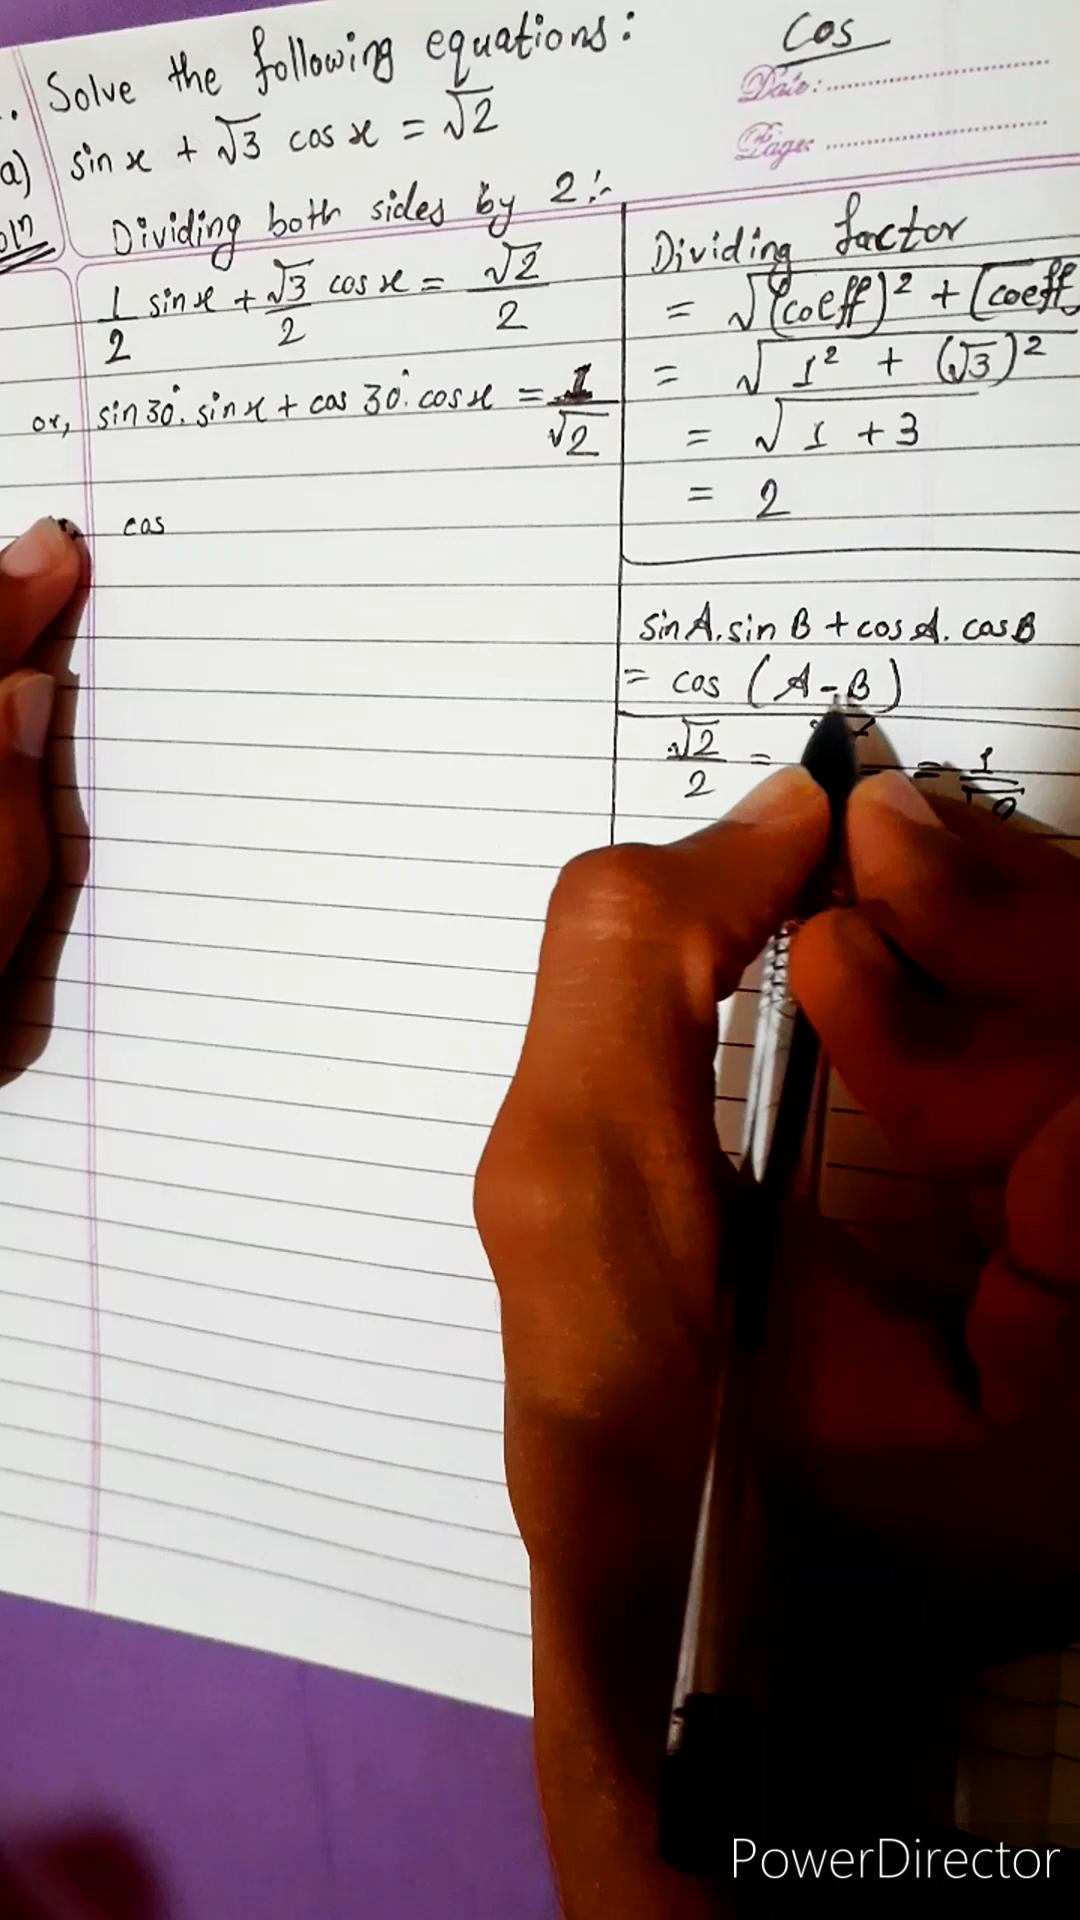 Solve the following equations:
a) sin x + √3 cos x = √2
Dividing both sides by 2:-
1/2 sin x + √3/2 cos x = √2/2
or, sin 30°. sin x + cos 30°. cos x = 1/√2
cos
Cos
Date:
Page:
Dividing factor
= √(coeff)² + (coeff
= √1² + (√3)²
= √1 + 3
= 2
sin A. sin B + cos A. cos B
= cos (A - B)
√2/2 =
= 1
PowerDirector